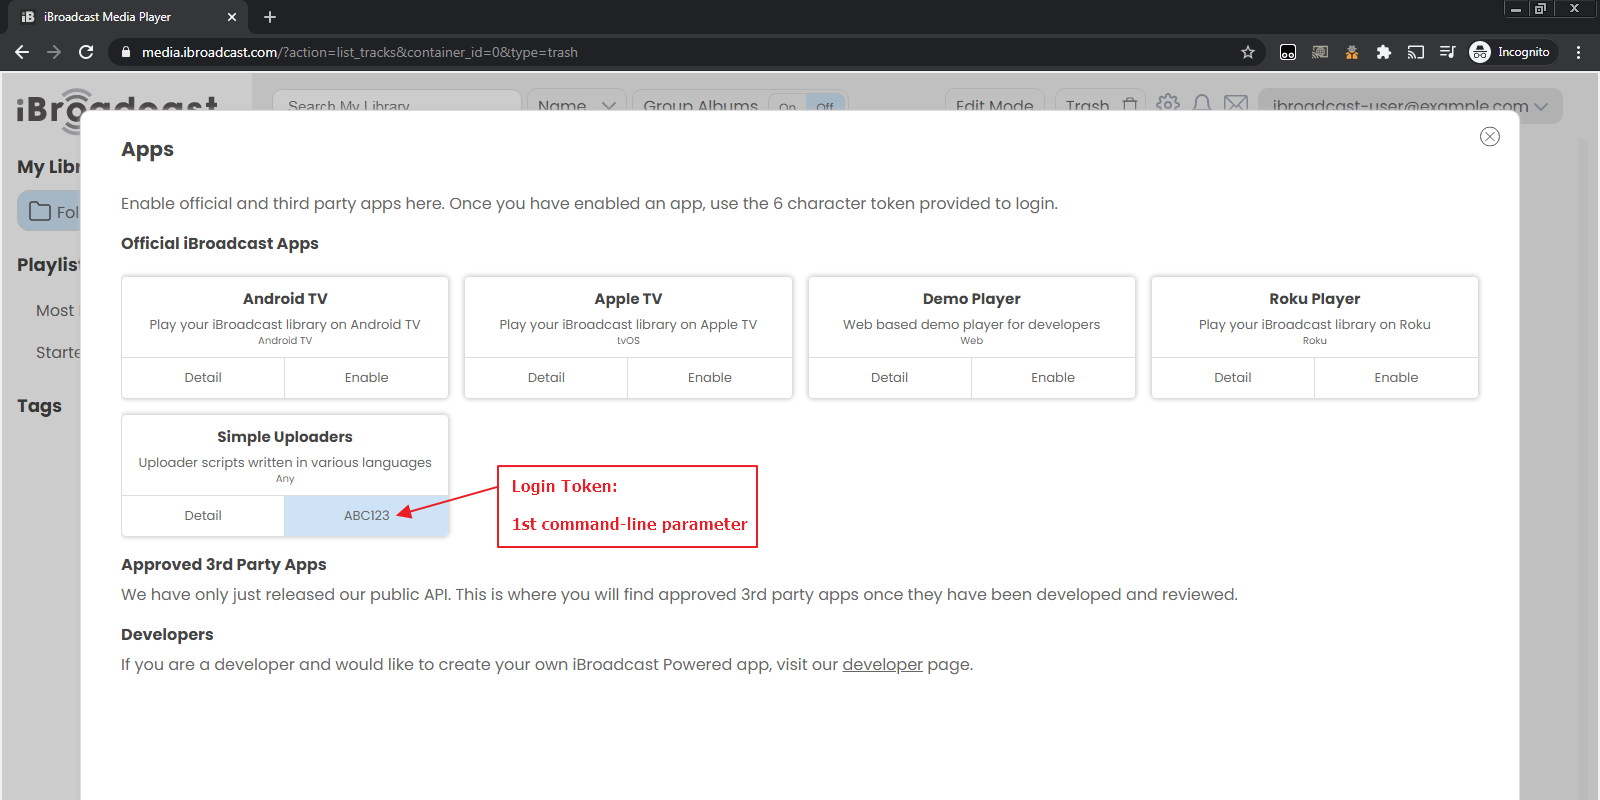 iB iBroadcast Media Player
media.ibroadcast.com/?action=list_tracks&container_id=0&type=trash
Incognito
iBroadcast
Search My Library
Name
Group Albums On Off
Edit Mode
Trash
ibroadcast-user@example.com
My Libr
Fol
Playlist
Most
Starte
Tags
Apps
Enable official and third party apps here. Once you have enabled an app, use the 6 character token provided to login.
Official iBroadcast Apps
Android TV
Play your iBroadcast library on Android TV
Android TV
Detail Enable
Apple TV
Play your iBroadcast library on Apple TV
tvOS
Detail Enable
Demo Player
Web based demo player for developers
Web
Detail Enable
Roku Player
Play your iBroadcast library on Roku
Roku
Detail Enable
Simple Uploaders
Uploader scripts written in various languages
Any
Detail ABC123
Login Token:
1st command-line parameter
Approved 3rd Party Apps
We have only just released our public API. This is where you will find approved 3rd party apps once they have been developed and reviewed.
Developers
If you are a developer and would like to create your own iBroadcast Powered app, visit our developer page.